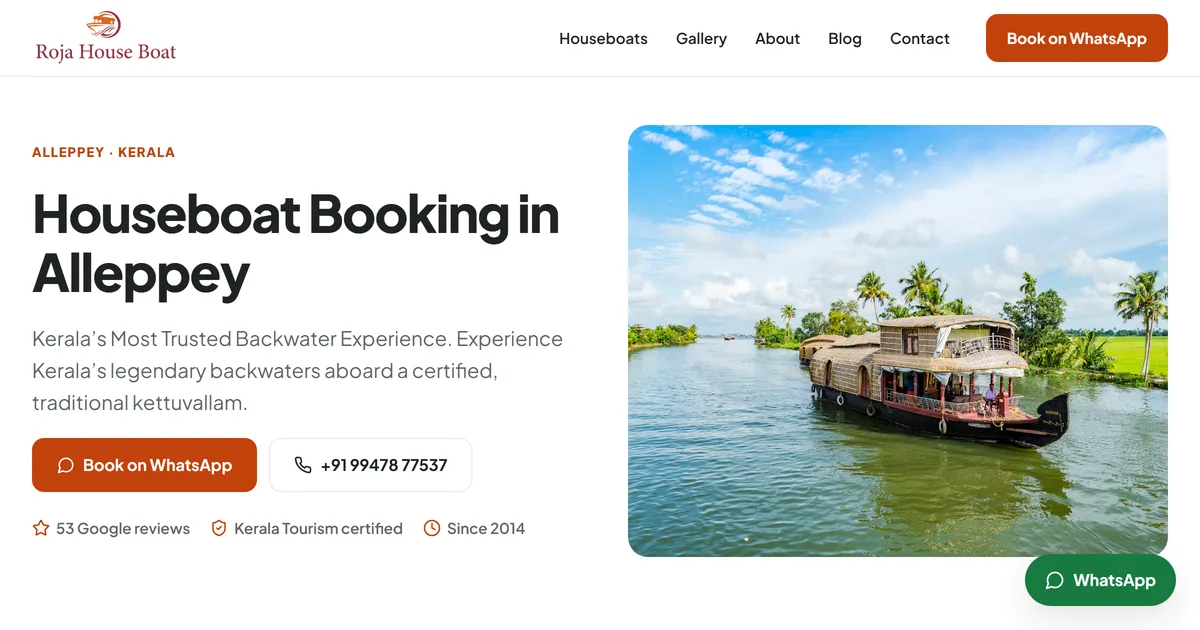 Roja House Boat
Houseboats
Gallery
About
Blog
Contact
Book on WhatsApp
ALLEPPEY · KERALA
Houseboat Booking in
Alleppey
Kerala’s Most Trusted Backwater Experience. Experience
Kerala’s legendary backwaters aboard a certified,
traditional kettuvallam.
Book on WhatsApp
+91 99478 77537
53 Google reviews
Kerala Tourism certified
Since 2014
WhatsApp